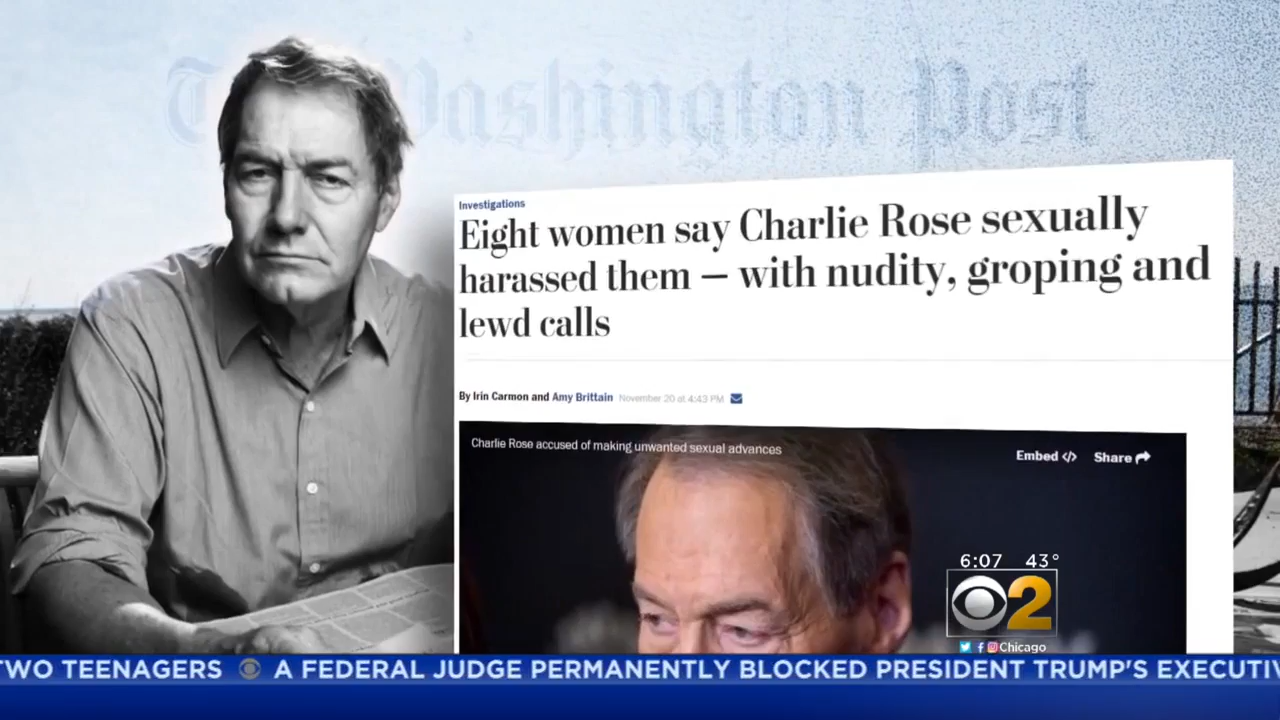 The Washington Post
Investigations
Eight women say Charlie Rose sexually
harassed them — with nudity, groping and
lewd calls
By Irin Carmon and Amy Brittain November 20 at 4:43 PM
Charlie Rose accused of making unwanted sexual advances
Embed </> Share
6:07 43°
2
Chicago
TWO TEENAGERS A FEDERAL JUDGE PERMANENTLY BLOCKED PRESIDENT TRUMP'S